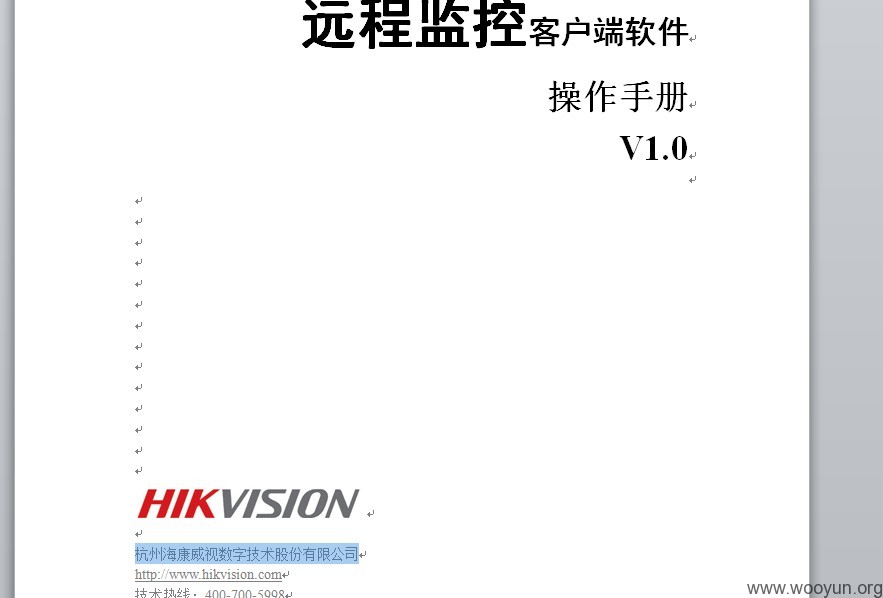 远程监控客户端软件
操作手册
V1.0
HIKVISION
杭州海康威视数字技术股份有限公司
http://www.hikvision.com
技术热线：400-700-5998
www.wooyun.org